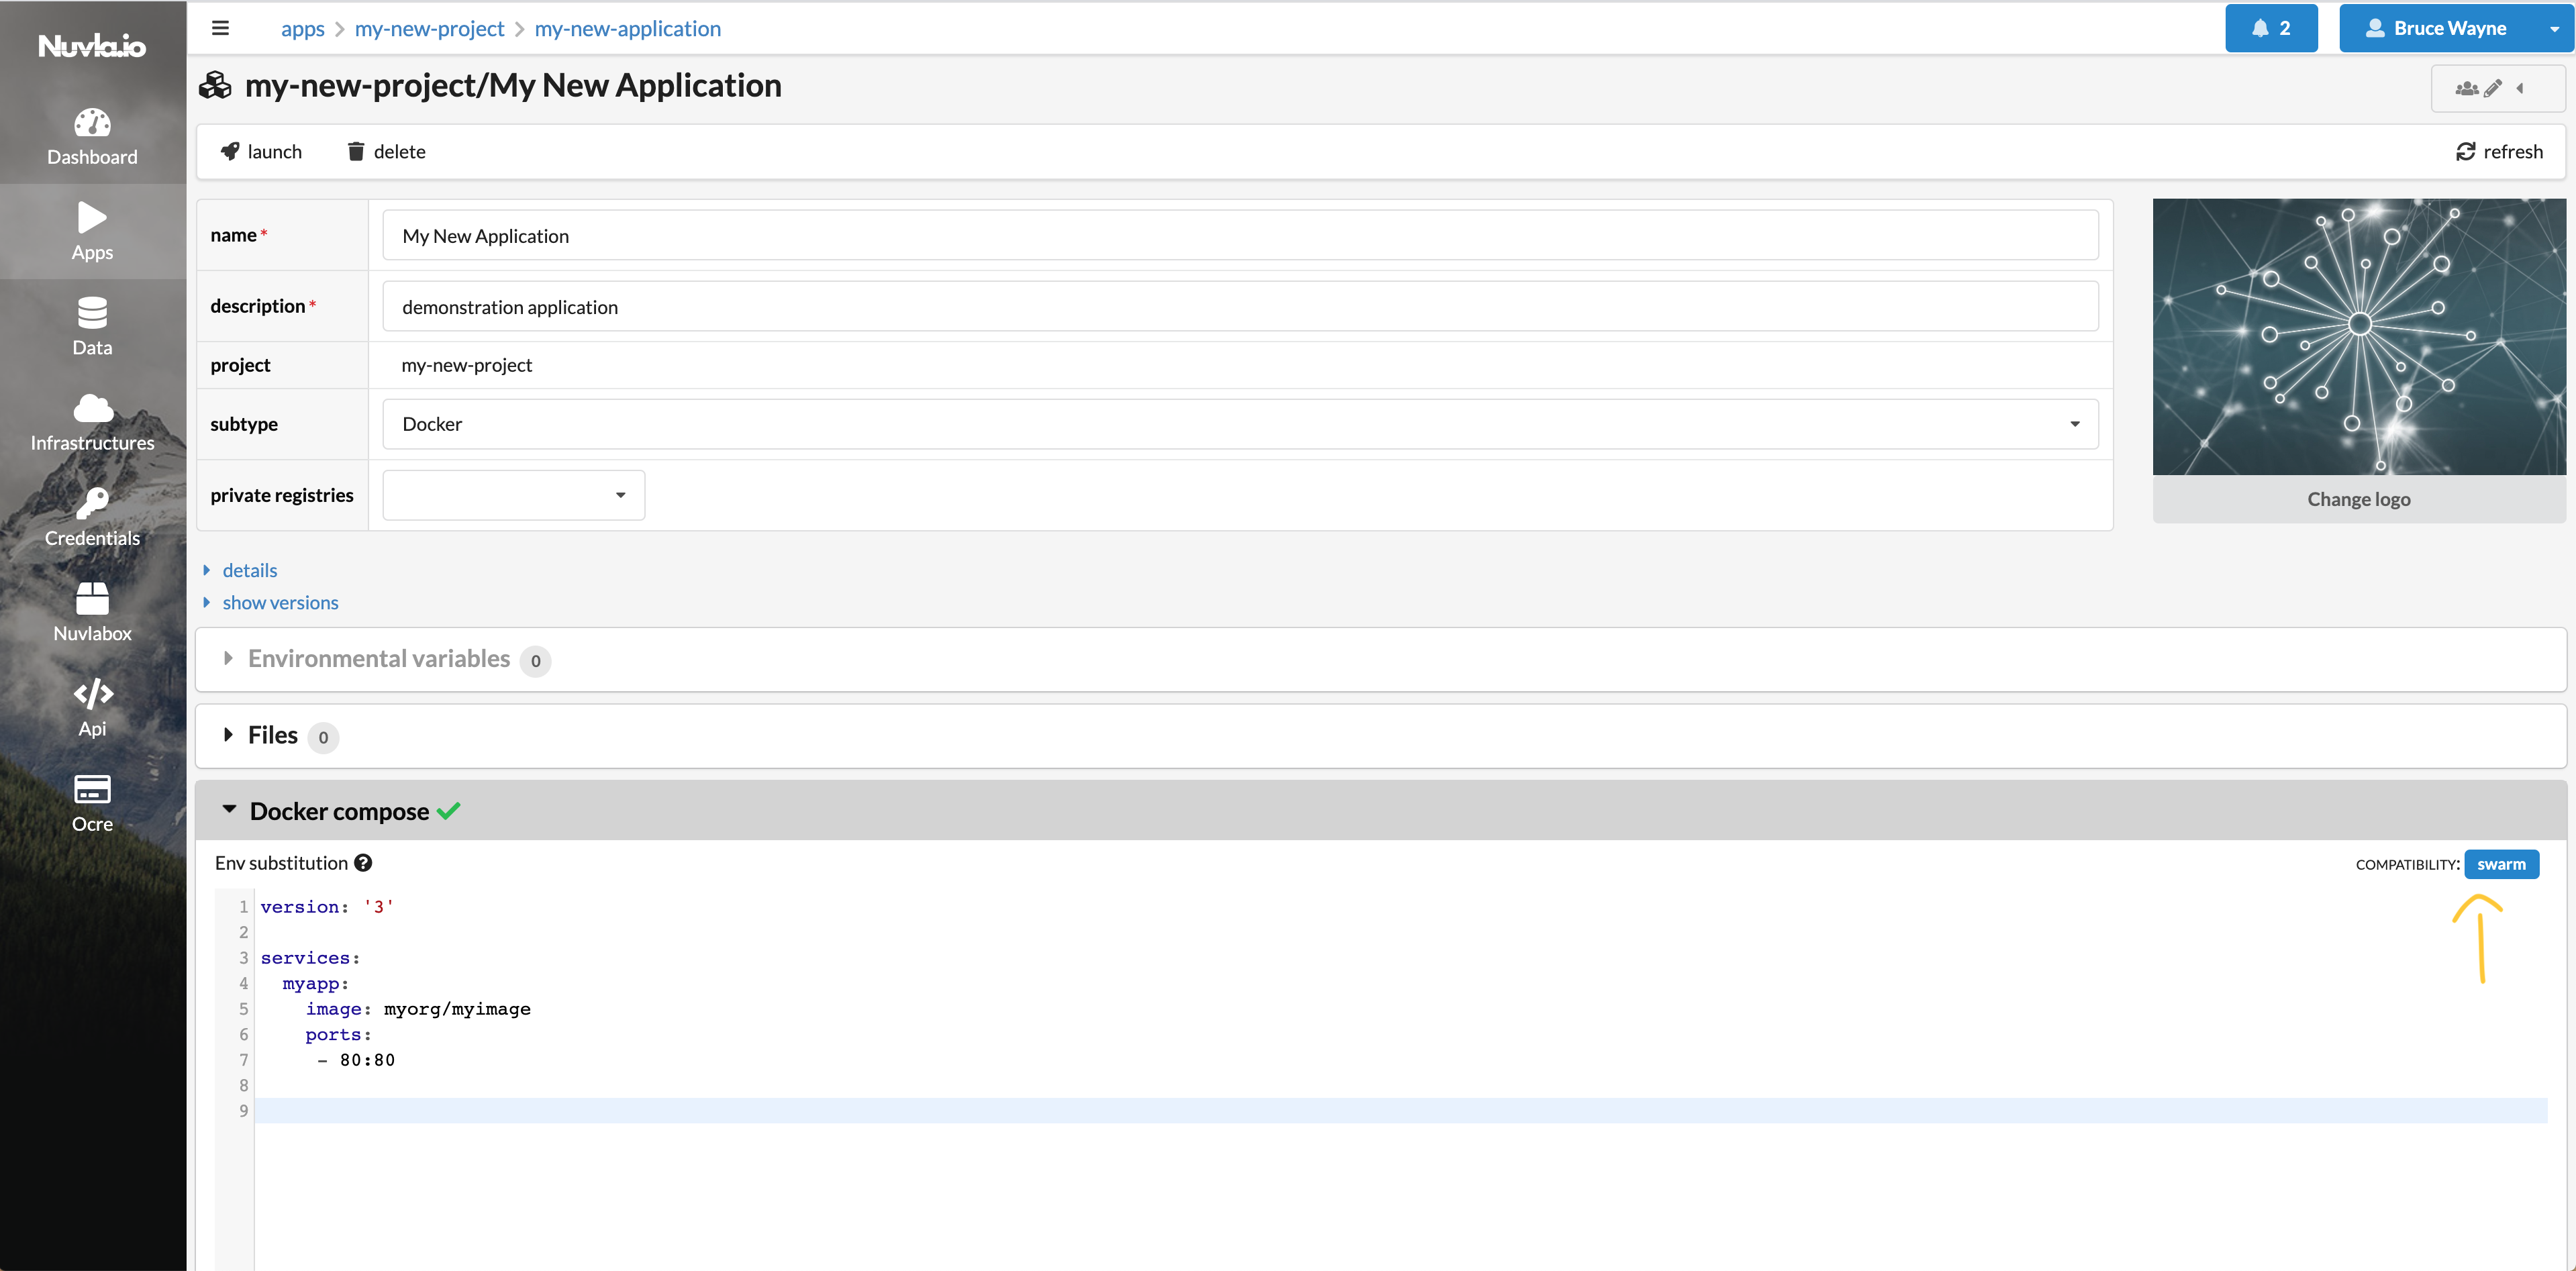 Nuvla.io
apps > my-new-project > my-new-application
2
Bruce Wayne
my-new-project/My New Application
launch
delete
refresh
Dashboard
Apps
Data
Infrastructures
Credentials
Nuvlabox
Api
Ocre
name *
My New Application
description *
demonstration application
project
my-new-project
subtype
Docker
private registries
Change logo
details
show versions
Environmental variables 0
Files 0
Docker compose
Env substitution
COMPATIBILITY: swarm
1 version: '3'
2
3 services:
4   myapp:
5     image: myorg/myimage
6     ports:
7      - 80:80
8
9